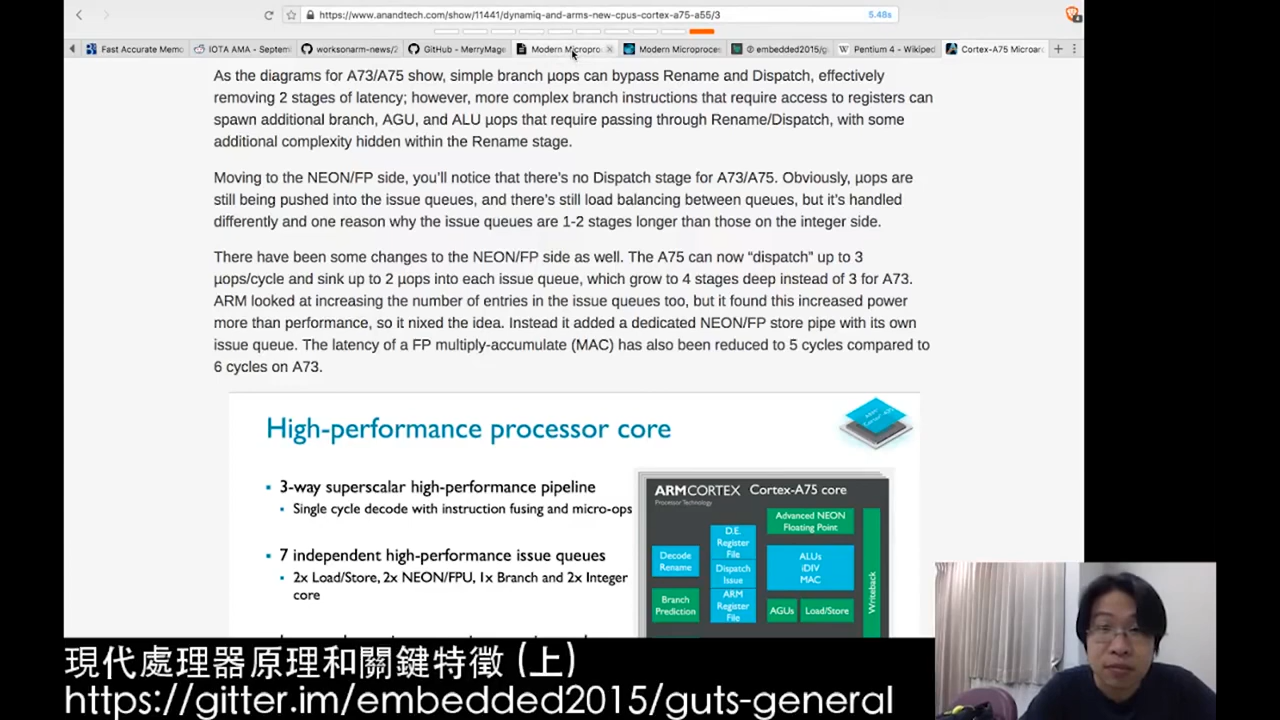 https://www.anandtech.com/show/11441/dynamiq-and-arms-new-cpus-cortex-a75-a55/3
5.48s
Fast Accurate Memo
IOTA AMA - Septemi
worksonarm-news/2
GitHub - MerryMage
Modern Micropro
Modern Microproces
embedded2015/g
Pentium 4 - Wikiped
Cortex-A75 Microar
As the diagrams for A73/A75 show, simple branch µops can bypass Rename and Dispatch, effectively
removing 2 stages of latency; however, more complex branch instructions that require access to registers can
spawn additional branch, AGU, and ALU µops that require passing through Rename/Dispatch, with some
additional complexity hidden within the Rename stage.
Moving to the NEON/FP side, you’ll notice that there’s no Dispatch stage for A73/A75. Obviously, µops are
still being pushed into the issue queues, and there’s still load balancing between queues, but it’s handled
differently and one reason why the issue queues are 1-2 stages longer than those on the integer side.
There have been some changes to the NEON/FP side as well. The A75 can now “dispatch” up to 3
µops/cycle and sink up to 2 µops into each issue queue, which grow to 4 stages deep instead of 3 for A73.
ARM looked at increasing the number of entries in the issue queues too, but it found this increased power
more than performance, so it nixed the idea. Instead it added a dedicated NEON/FP store pipe with its own
issue queue. The latency of a FP multiply-accumulate (MAC) has also been reduced to 5 cycles compared to
6 cycles on A73.
High-performance processor core
3-way superscalar high-performance pipeline
Single cycle decode with instruction fusing and micro-ops
7 independent high-performance issue queues
2x Load/Store, 2x NEON/FPU, 1x Branch and 2x Integer
core
ARM CORTEX
Processor Technology
Cortex-A75 core
Decode
Rename
Branch
Prediction
D.E.
Register
File
Dispatch
Issue
ARM
Register
File
Advanced NEON
Floating Point
ALUs
iDIV
MAC
AGUs
Load/Store
Writeback
現代處理器原理和關鍵特徵 (上)
https://gitter.im/embedded2015/guts-general